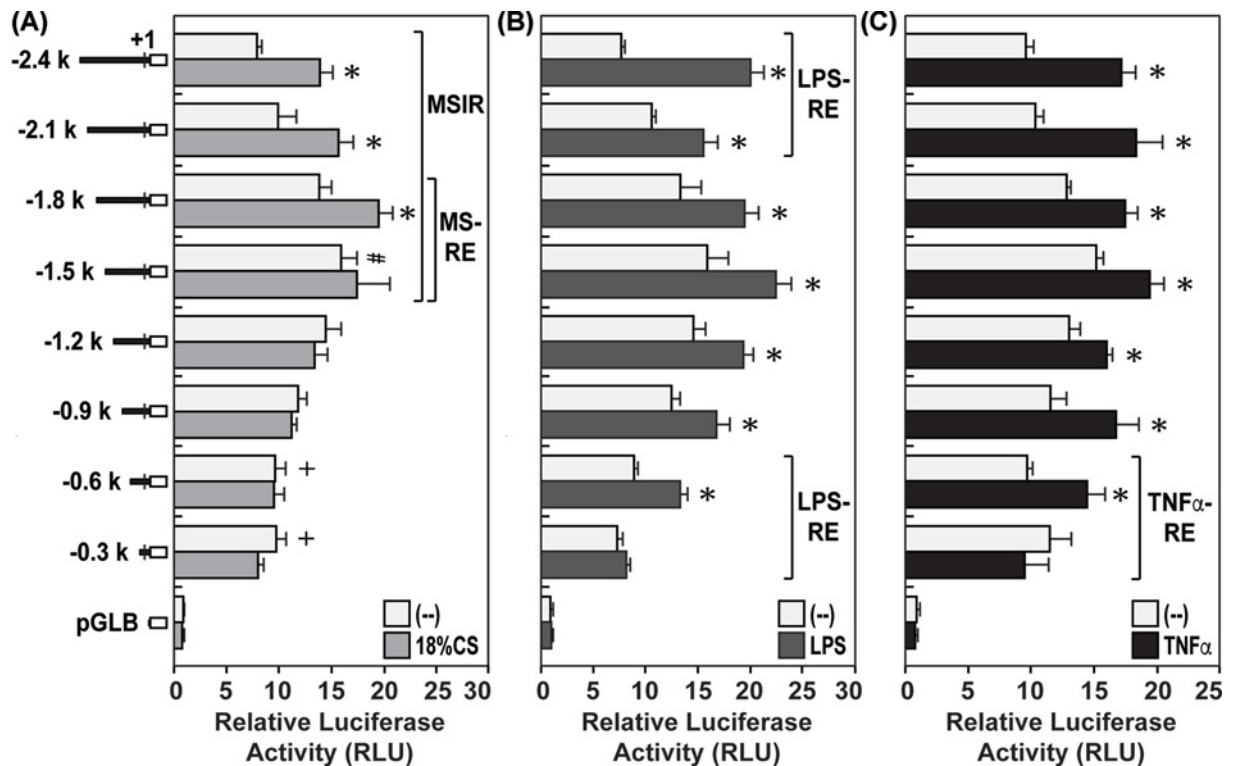 (A)
+1
-2.4 k
*
-2.1 k
*
MSIR
-1.8 k
*
MS-
RE
-1.5 k
#
-1.2 k
-0.9 k
-0.6 k
+
-0.3 k
+
pGLB
(--)
18%CS
0 5 10 15 20 25 30
Relative Luciferase
Activity (RLU)
(B)
*
LPS-
RE
*
*
*
*
*
*
LPS-
RE
(--)
LPS
0 5 10 15 20 25 30
Relative Luciferase
Activity (RLU)
(C)
*
*
*
*
*
*
*
TNFα-
RE
(--)
TNFα
0 5 10 15 20 25
Relative Luciferase
Activity (RLU)